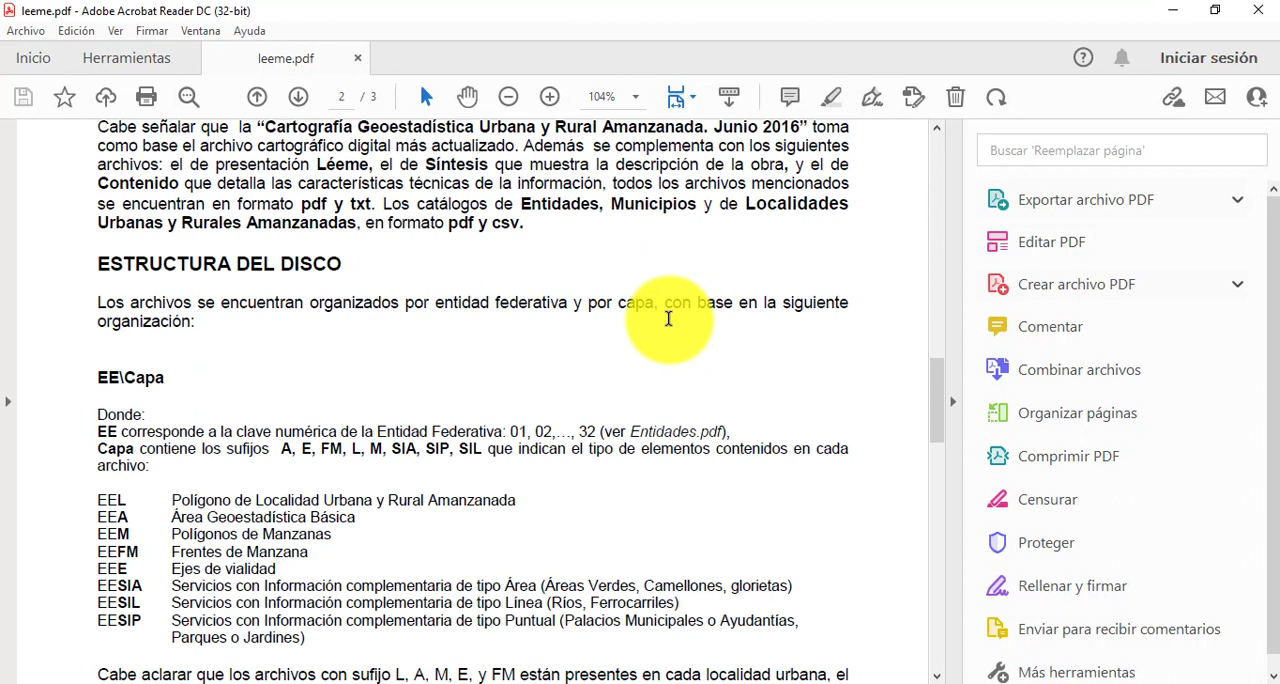 leeme.pdf - Adobe Acrobat Reader DC (32-bit)
Archivo Edición Ver Firmar Ventana Ayuda
Inicio Herramientas leeme.pdf × Iniciar sesión
2 / 3 104%
Cabe señalar que la “Cartografía Geoestadística Urbana y Rural Amanzanada. Junio 2016” toma
como base el archivo cartográfico digital más actualizado. Además se complementa con los siguientes
archivos: el de presentación Léeme, el de Síntesis que muestra la descripción de la obra, y el de
Contenido que detalla las características técnicas de la información, todos los archivos mencionados
se encuentran en formato pdf y txt. Los catálogos de Entidades, Municipios y de Localidades
Urbanas y Rurales Amanzanadas, en formato pdf y csv.
ESTRUCTURA DEL DISCO
Los archivos se encuentran organizados por entidad federativa y por capa, con base en la siguiente
organización:
EE\Capa
Donde:
EE corresponde a la clave numérica de la Entidad Federativa: 01, 02,…, 32 (ver Entidades.pdf),
Capa contiene los sufijos A, E, FM, L, M, SIA, SIP, SIL que indican el tipo de elementos contenidos en cada
archivo:
EEL Polígono de Localidad Urbana y Rural Amanzanada
EEA Área Geoestadística Básica
EEM Polígonos de Manzanas
EEFM Frentes de Manzana
EEE Ejes de vialidad
EESIA Servicios con Información complementaria de tipo Área (Áreas Verdes, Camellones, glorietas)
EESIL Servicios con Información complementaria de tipo Línea (Ríos, Ferrocarriles)
EESIP Servicios con Información complementaria de tipo Puntual (Palacios Municipales o Ayudantías,
Parques o Jardines)
Cabe aclarar que los archivos con sufijo L, A, M, E, y FM están presentes en cada localidad urbana, el
Buscar 'Reemplazar página'
Exportar archivo PDF
Editar PDF
Crear archivo PDF
Comentar
Combinar archivos
Organizar páginas
Comprimir PDF
Censurar
Proteger
Rellenar y firmar
Enviar para recibir comentarios
Más herramientas